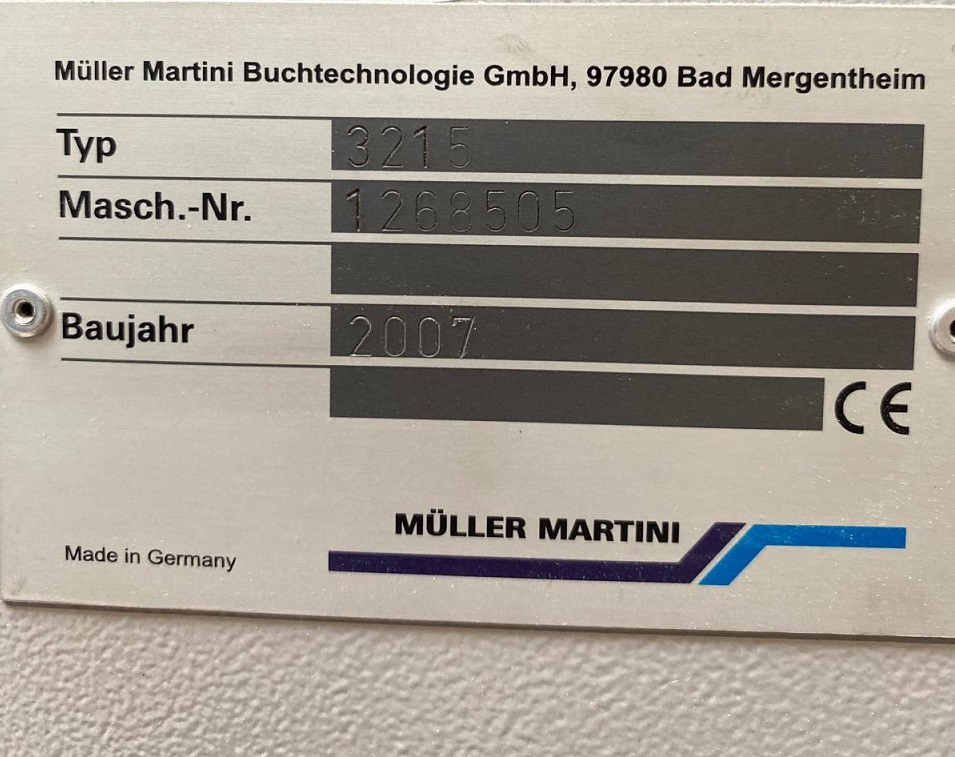 Müller Martini Buchtechnologie GmbH, 97980 Bad Mergentheim
Typ 3215
Masch.-Nr. 1268505
Baujahr 2007
CE
MÜLLER MARTINI
Made in Germany